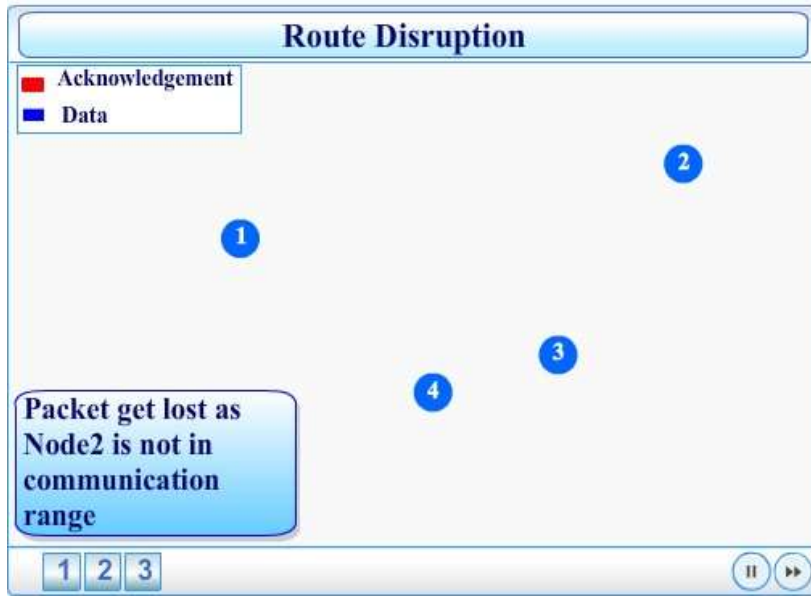 Route Disruption
Acknowledgement
Data
2
1
3
4
Packet get lost as
Node2 is not in
communication
range
1 2 3